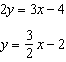 2y = 3x − 4
y = 3/2 x − 2